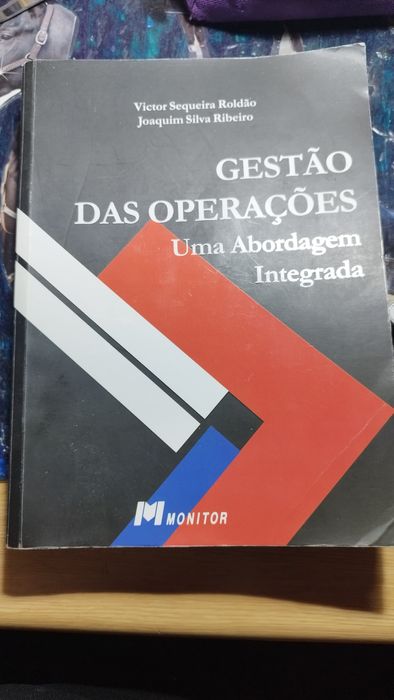 Victor Sequeira Roldão
Joaquim Silva Ribeiro
GESTÃO
DAS OPERAÇÕES
Uma Abordagem
Integrada
M MONITOR